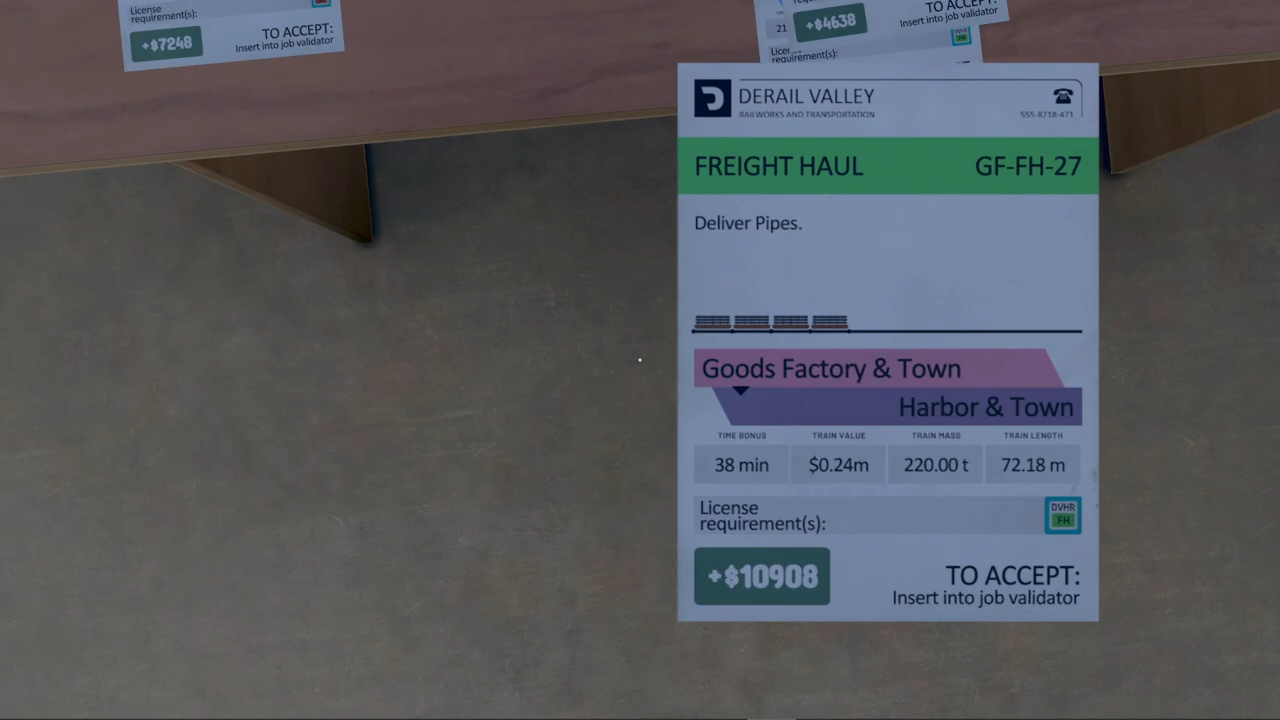 License
requirement(s):
+$7248
TO ACCEPT:
Insert into job validator
21
+$4638
TO ACCEPT:
Insert into job validator
requirement(s):
DERAIL VALLEY
RAILWORKS AND TRANSPORTATION
555-8718-471
FREIGHT HAUL GF-FH-27
Deliver Pipes.
Goods Factory & Town
Harbor & Town
TIME BONUS TRAIN VALUE TRAIN MASS TRAIN LENGTH
38 min $0.24m 220.00 t 72.18 m
License
requirement(s):
DVHR
FH
+$10908
TO ACCEPT:
Insert into job validator